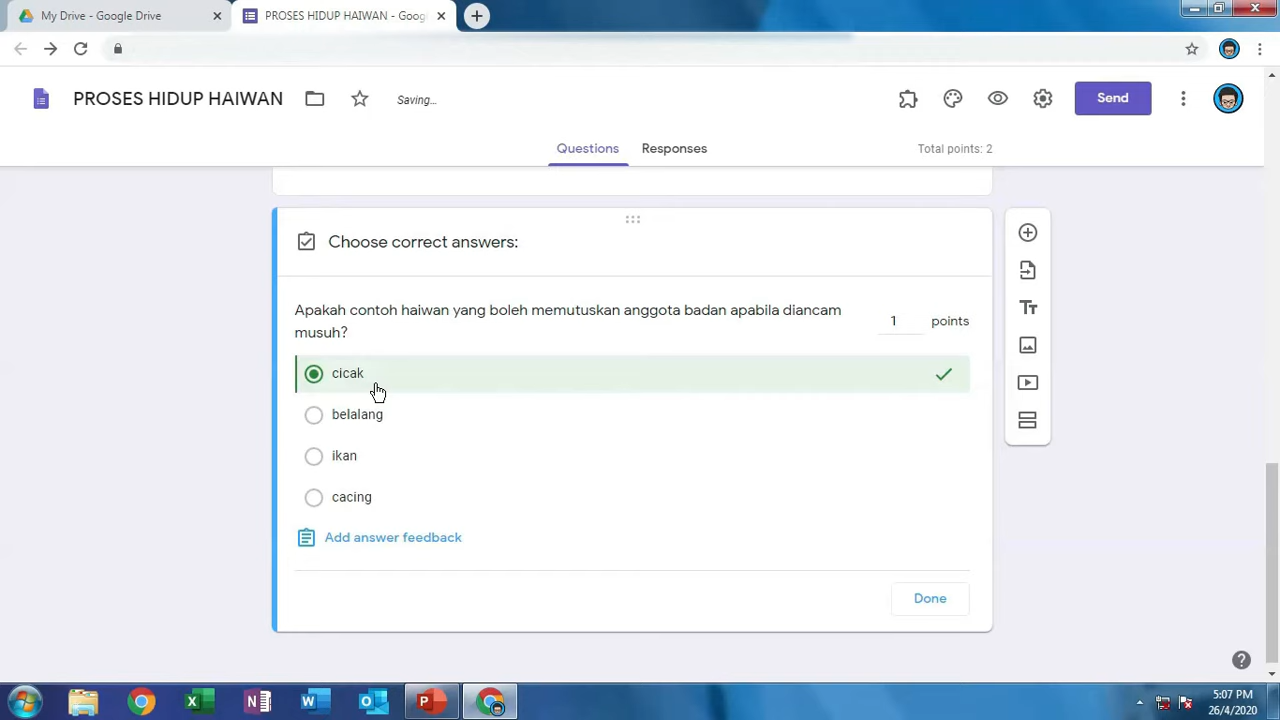 My Drive - Google Drive
PROSES HIDUP HAIWAN - Goog
PROSES HIDUP HAIWAN
Saving...
Send
Questions
Responses
Total points: 2
Choose correct answers:
Apakah contoh haiwan yang boleh memutuskan anggota badan apabila diancam
musuh?
1 points
cicak
belalang
ikan
cacing
Add answer feedback
Done
5:07 PM
26/4/2020